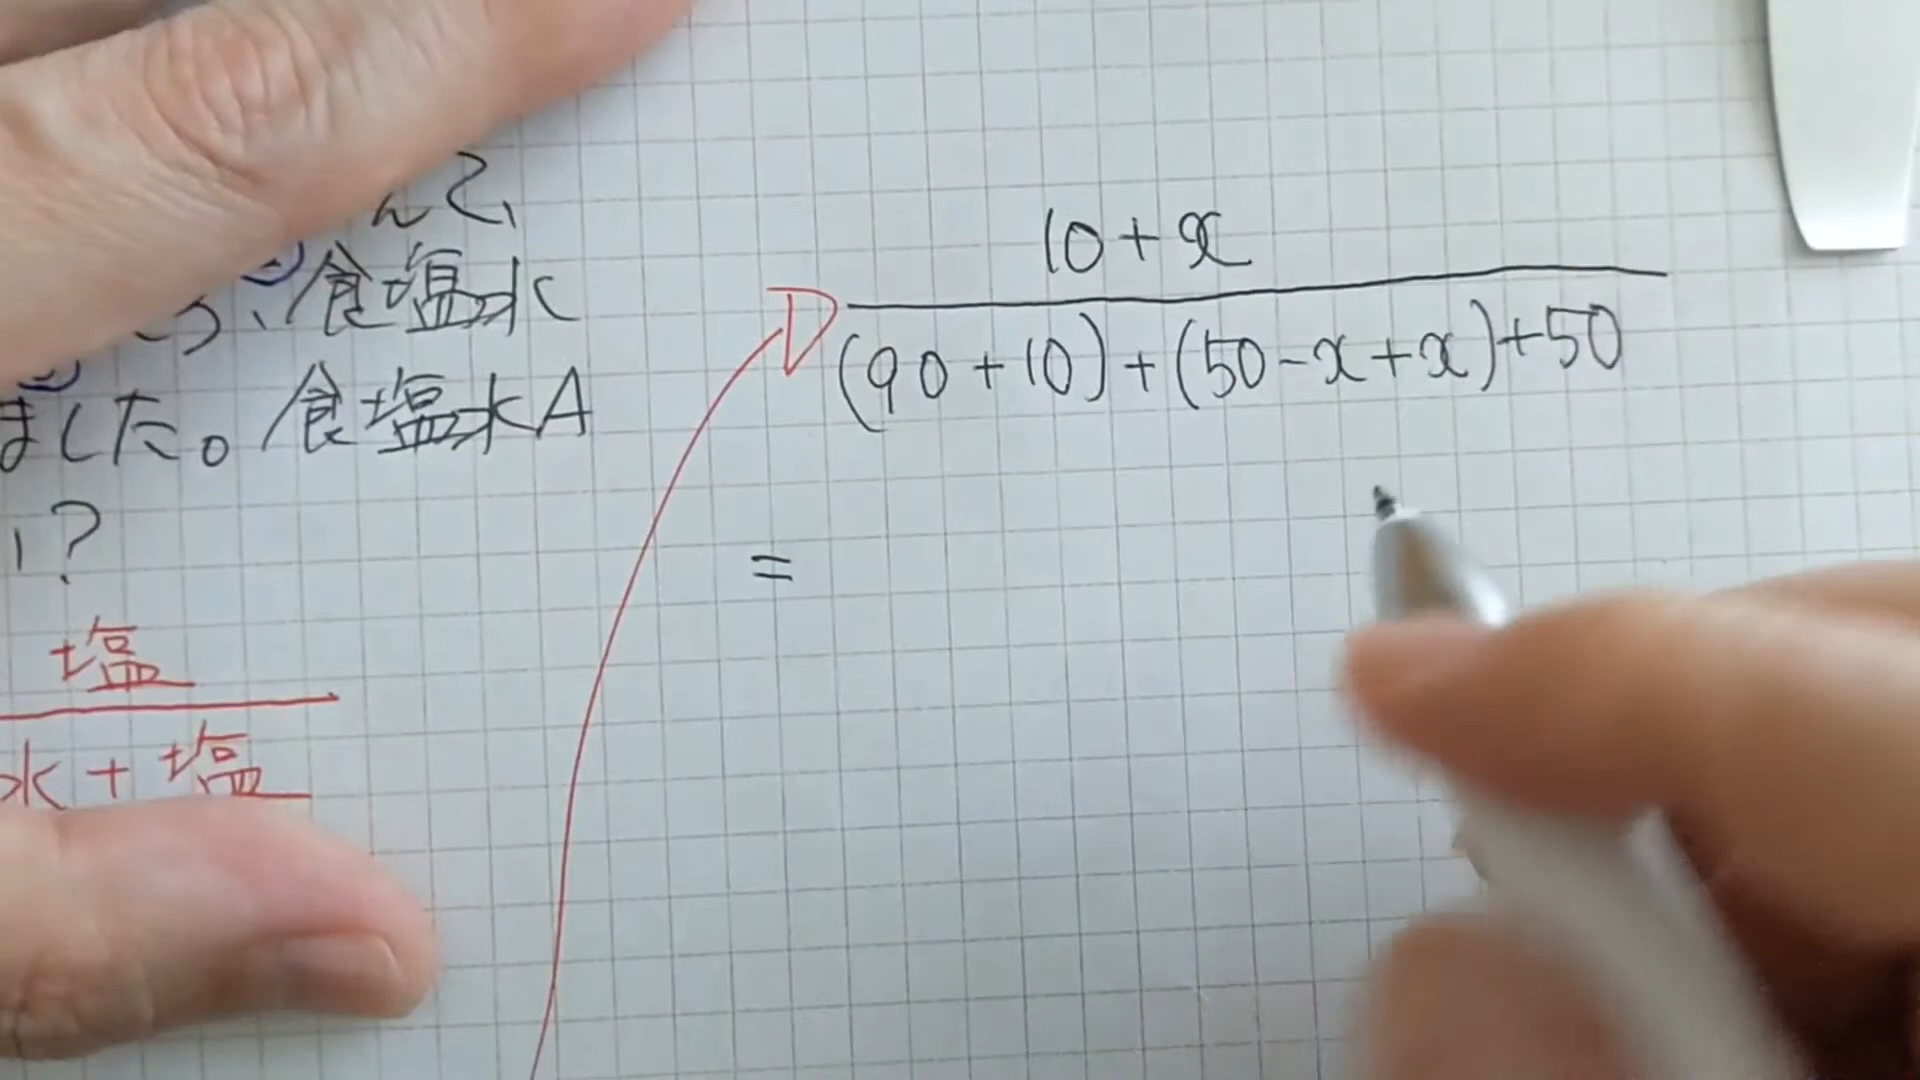 んで、
食塩水
ました。食塩水A
い?
塩
水+塩
10+x
(90+10)+(50-x+x)+50
=